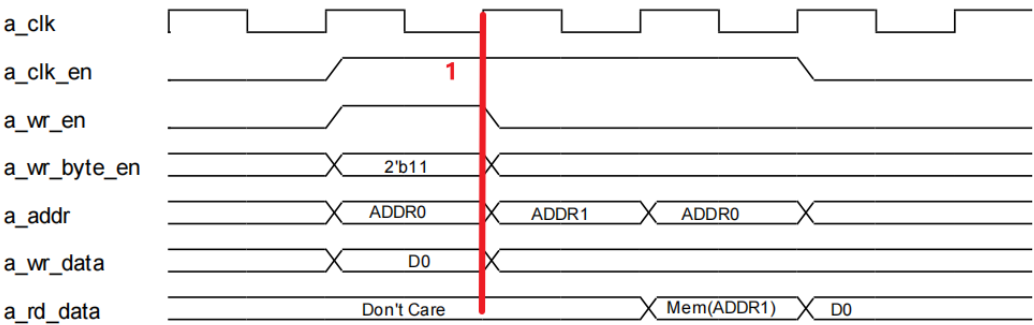 a_clk
a_clk_en 1
a_wr_en
a_wr_byte_en 2'b11
a_addr ADDR0 ADDR1 ADDR0
a_wr_data D0
a_rd_data Don't Care Mem(ADDR1) D0